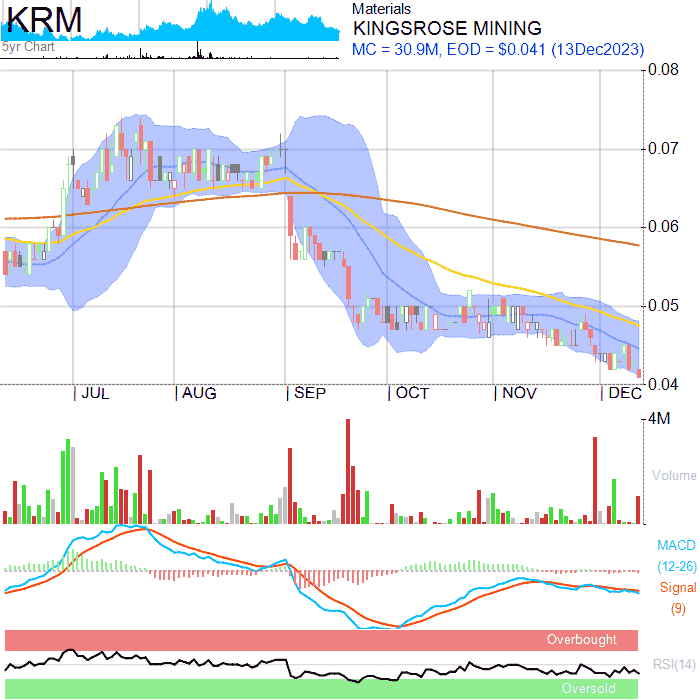 KRM
5yr Chart
Materials
KINGSROSE MINING
MC = 30.9M, EOD = $0.041 (13Dec2023)
0.08
0.07
0.06
0.05
0.04
JUL AUG SEP OCT NOV DEC
4M
Volume
MACD
(12-26)
Signal
(9)
Overbought
RSI(14)
Oversold